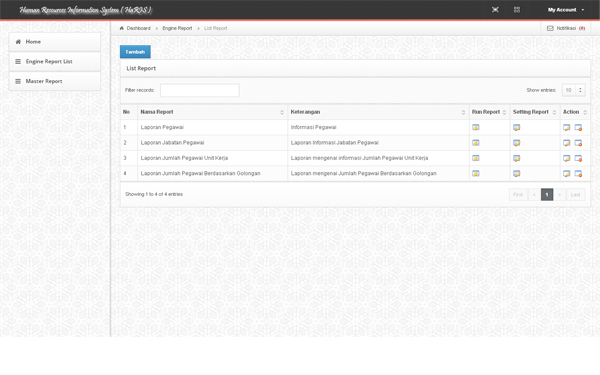 Human Resources Information System ( HaRIS )
My Account
Dashboard Engine Report List Report
Notifikasi (0)
Home
Engine Report List
Master Report
Tambah
List Report
Filter records:
Show entries: 10
No Nama Report Keterangan Run Report Setting Report Action
1 Laporan Pegawai Informasi Pegawai
2 Laporan Jabatan Pegawai Laporan Informasi Jabatan Pegawai
3 Laporan Jumlah Pegawai Unit Kerja Laporan mengenai informasi Jumlah Pegawai Unit Kerja
4 Laporan Jumlah Pegawai Berdasarkan Golongan Laporan mengenai Jumlah Pegawai Berdasarkan Golongan
Showing 1 to 4 of 4 entries
First < 1 > Last